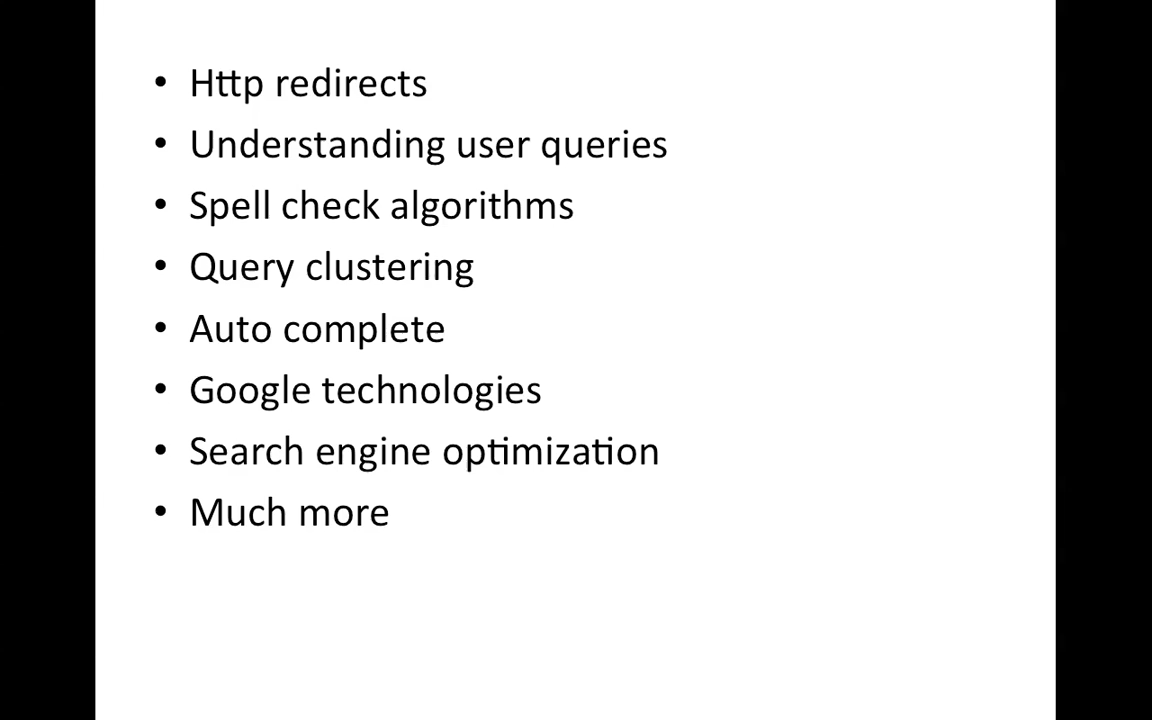 • Http redirects
• Understanding user queries
• Spell check algorithms
• Query clustering
• Auto complete
• Google technologies
• Search engine optimization
• Much more